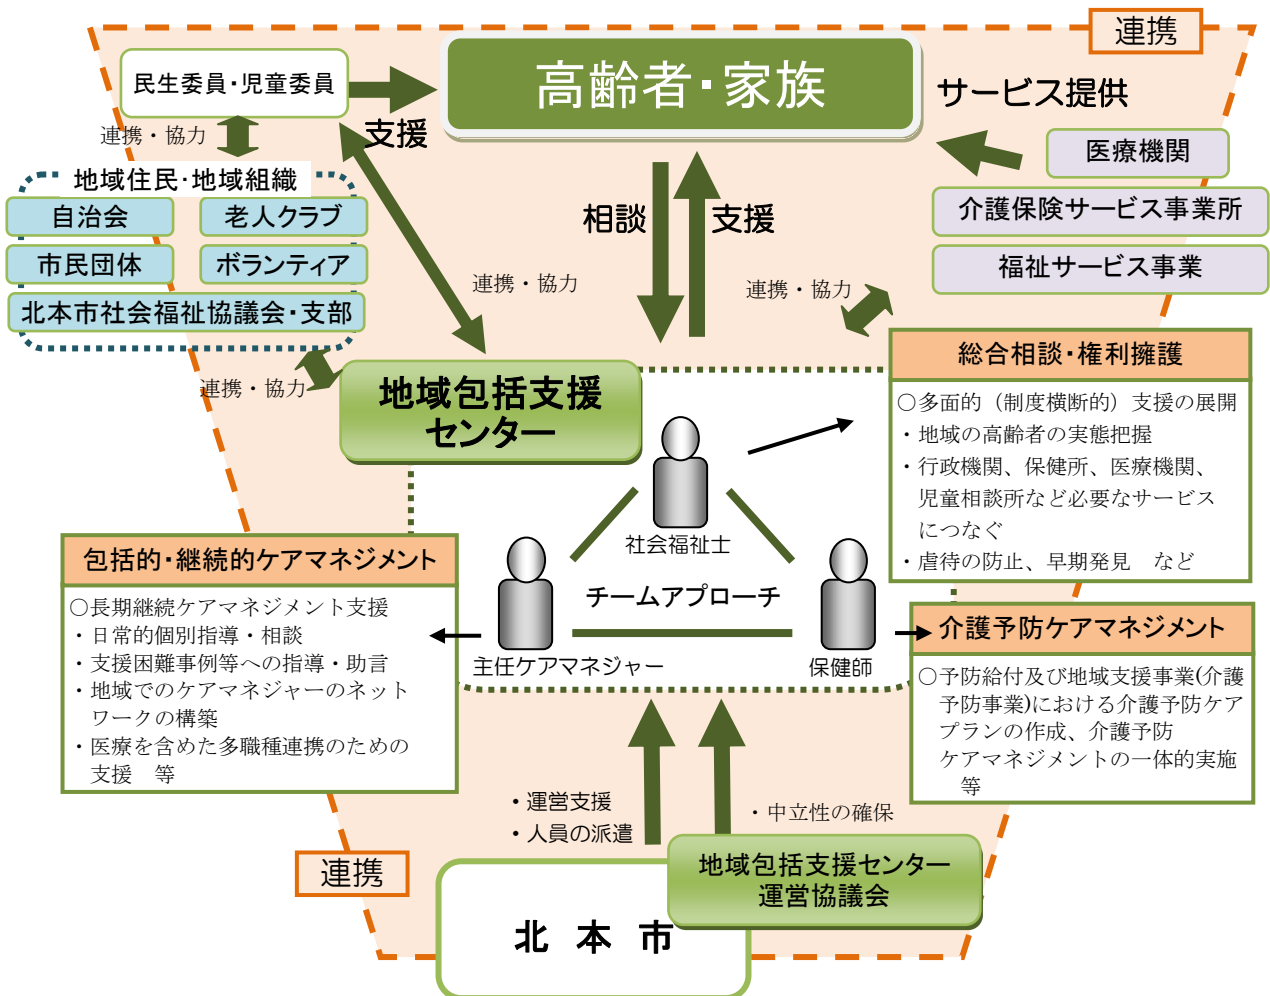 連携
民生委員・児童委員
高齢者・家族
サービス提供
支援
連携・協力
医療機関
地域住民・地域組織
自治会
老人クラブ
相談
支援
介護保険サービス事業所
市民団体
ボランティア
福祉サービス事業
連携・協力
連携・協力
北本市社会福祉協議会・支部
連携・協力
地域包括支援
センター
総合相談・権利擁護
○多面的（制度横断的）支援の展開
・地域の高齢者の実態把握
・行政機関、保健所、医療機関、
児童相談所など必要なサービス
につなぐ
・虐待の防止、早期発見　など
社会福祉士
チームアプローチ
主任ケアマネジャー
保健師
包括的・継続的ケアマネジメント
○長期継続ケアマネジメント支援
・日常的個別指導・相談
・支援困難事例等への指導・助言
・地域でのケアマネジャーのネット
ワークの構築
・医療を含めた多職種連携のための
支援　等
介護予防ケアマネジメント
○予防給付及び地域支援事業(介護
予防事業)における介護予防ケア
プランの作成、介護予防
ケアマネジメントの一体的実施
等
・運営支援
・人員の派遣
・中立性の確保
連携
地域包括支援センター
運営協議会
北　本　市